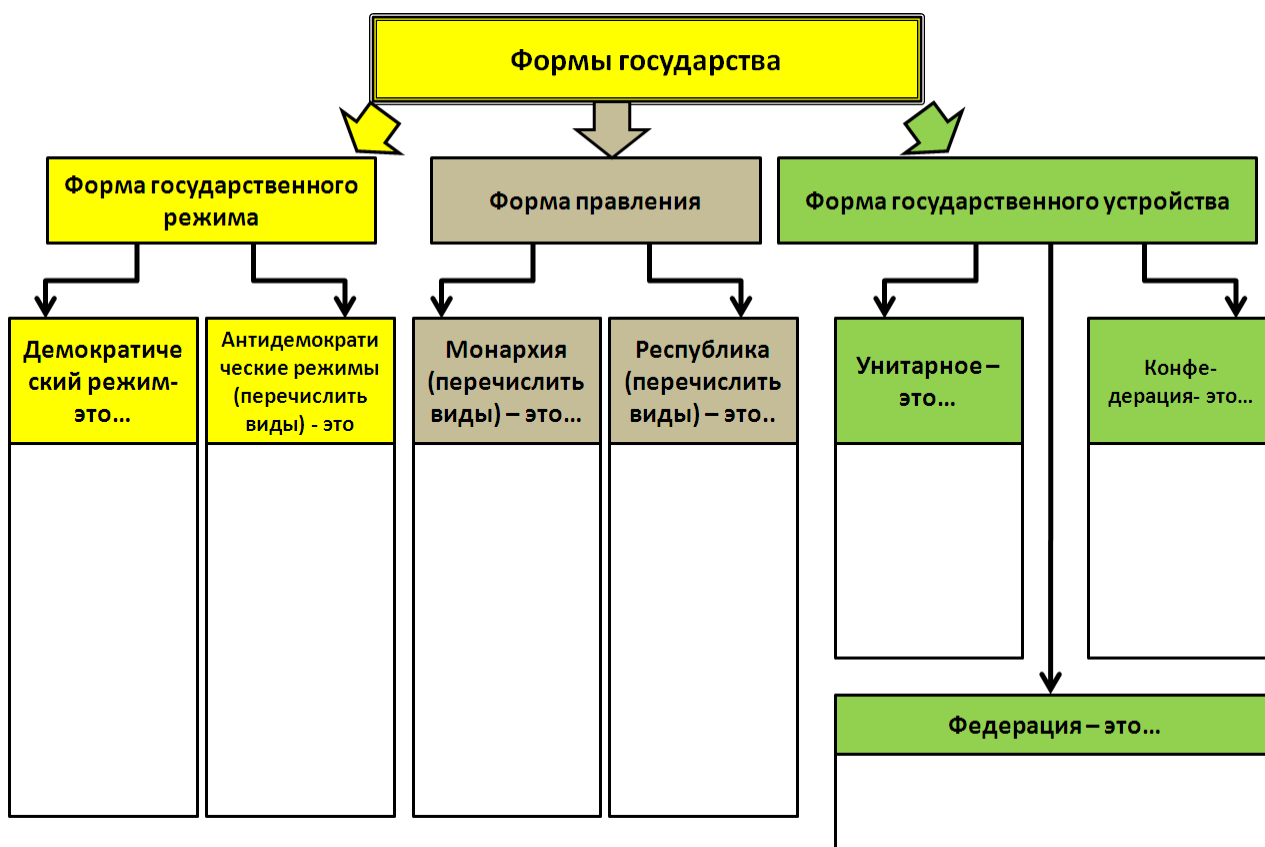 Формы государства
Форма государственного
режима
Форма правления
Форма государственного устройства
Демократиче
ский режим-
это...
Антидемократи
ческие режимы
(перечислить
виды) - это
Монархия
(перечислить
виды) – это...
Республика
(перечислить
виды) – это..
Унитарное –
это...
Конфе-
дерация- это...
Федерация – это...